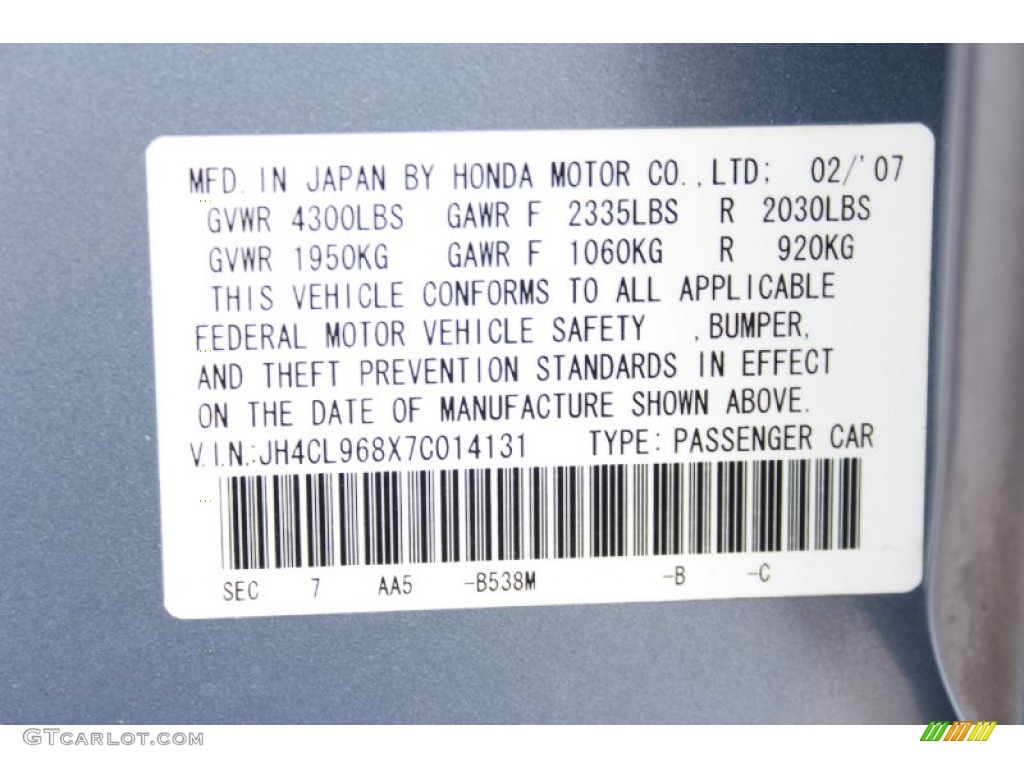 MFD. IN JAPAN BY HONDA MOTOR CO.,LTD; 02/'07
GVWR 4300LBS GAWR F 2335LBS R 2030LBS
GVWR 1950KG GAWR F 1060KG R 920KG
THIS VEHICLE CONFORMS TO ALL APPLICABLE
FEDERAL MOTOR VEHICLE SAFETY ,BUMPER,
AND THEFT PREVENTION STANDARDS IN EFFECT
ON THE DATE OF MANUFACTURE SHOWN ABOVE.
V.I.N.:JH4CL968X7C014131 TYPE: PASSENGER CAR
SEC 7 AA5 -B538M -B -C
GTCARLOT.COM